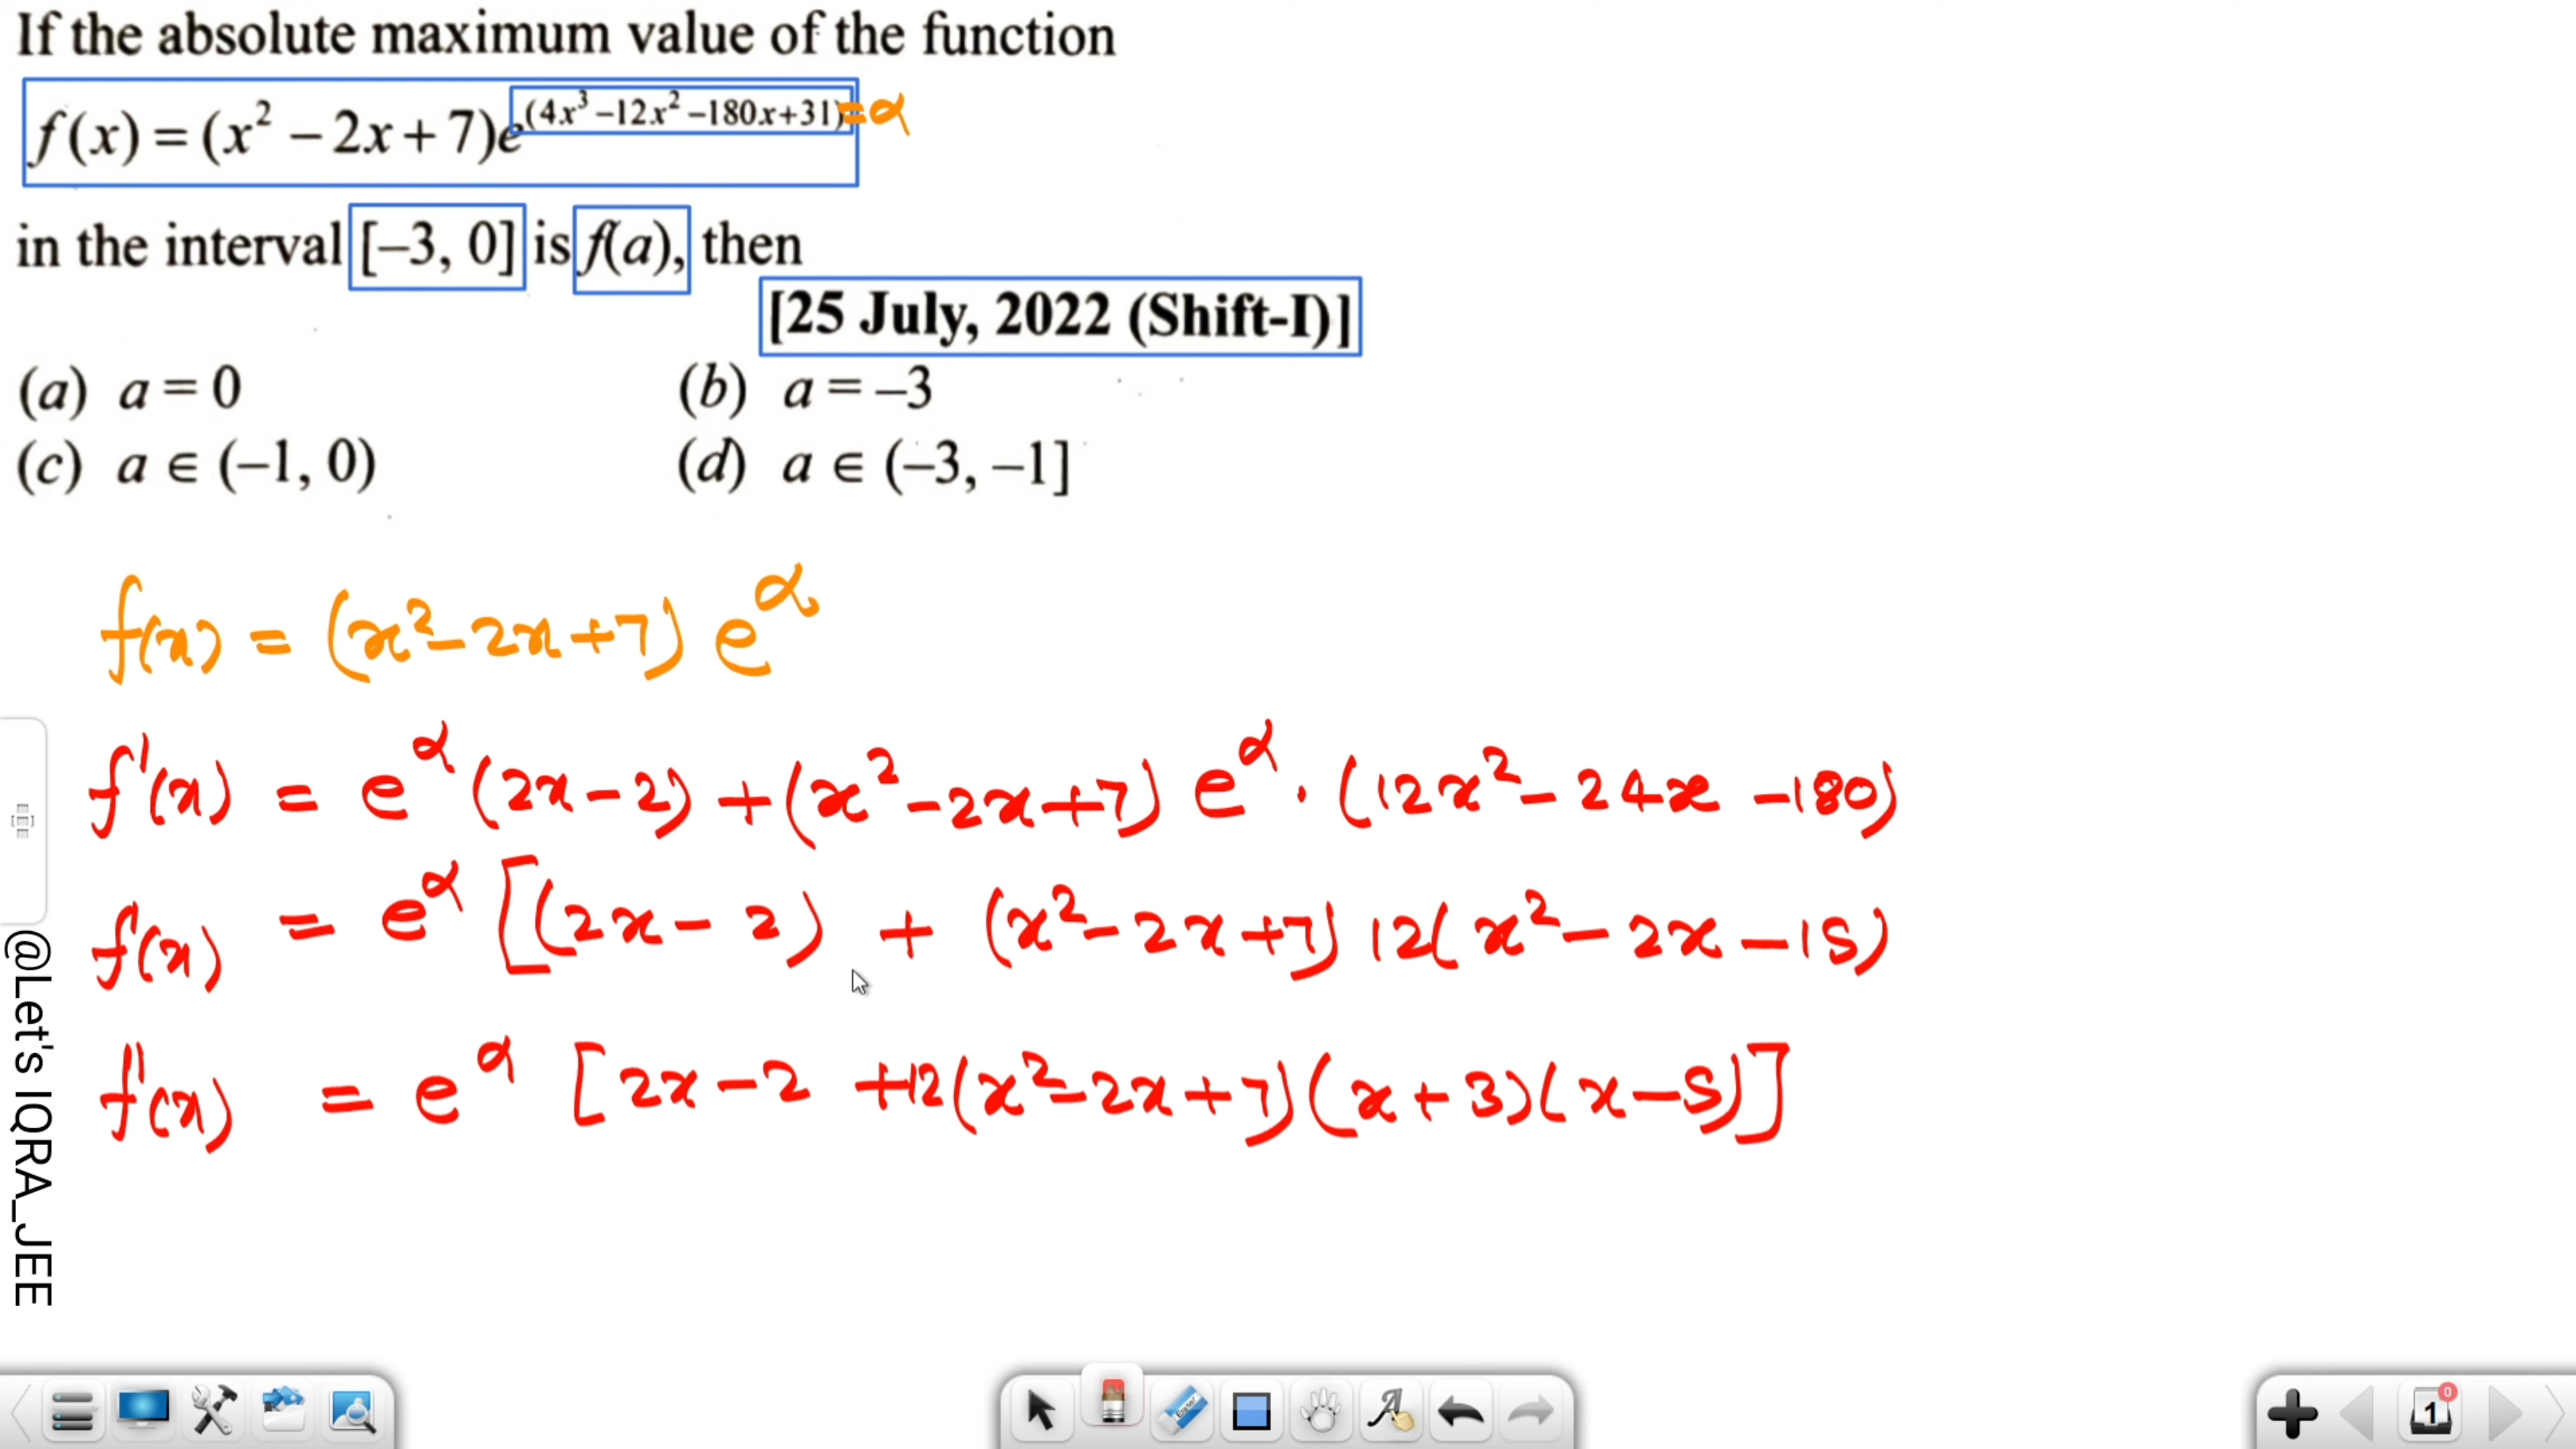 If the absolute maximum value of the function
f(x) = (x² – 2x + 7)e^(4x³ –12x² –180x+31) = α
in the interval [–3, 0] is f(a), then
[25 July, 2022 (Shift-I)]
(a) a = 0 (b) a = –3
(c) a ∈ (–1, 0) (d) a ∈ (–3, –1]
f(x) = (x²-2x+7) e^α
f'(x) = e^α (2x-2) + (x²-2x+7) e^α · (12x²-24x-180)
f'(x) = e^α [(2x-2) + (x²-2x+7) 12(x²-2x-15)
f'(x) = e^α [2x-2 +12(x²-2x+7)(x+3)(x-5)]
@Let's IQRA_JEE
1
0